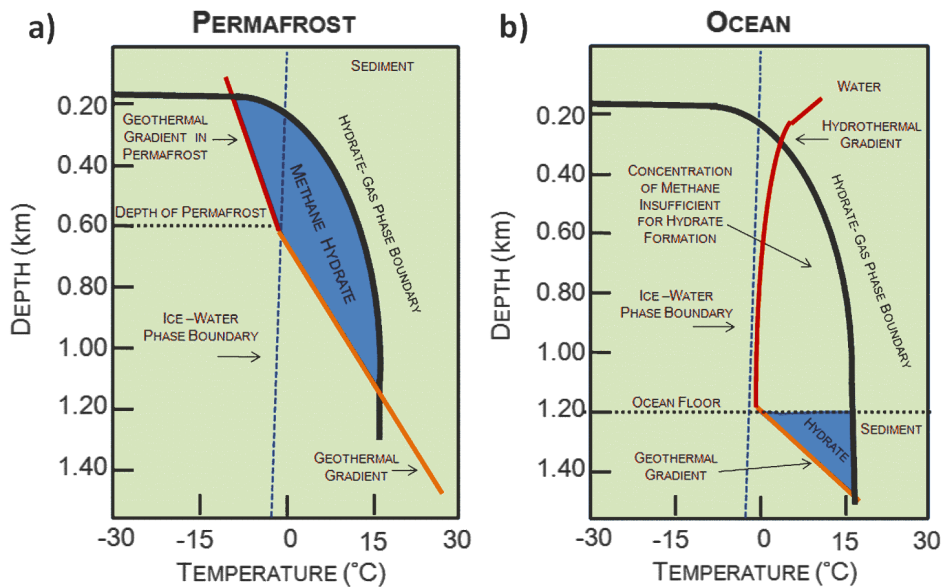 a)
PERMAFROST
SEDIMENT
0.20
0.40
0.60
0.80
1.00
1.20
1.40
DEPTH (km)
GEOTHERMAL
GRADIENT IN
PERMAFROST
DEPTH OF PERMAFROST
METHANE HYDRATE
HYDRATE-GAS PHASE BOUNDARY
ICE–WATER
PHASE BOUNDARY
GEOTHERMAL
GRADIENT
-30
-15
0
15
30
TEMPERATURE (°C)
b)
OCEAN
WATER
HYDROTHERMAL
GRADIENT
0.20
0.40
0.60
0.80
1.00
1.20
1.40
DEPTH (km)
CONCENTRATION
OF METHANE
INSUFFICIENT
FOR HYDRATE
FORMATION
HYDRATE-GAS PHASE BOUNDARY
ICE–WATER
PHASE BOUNDARY
OCEAN FLOOR
SEDIMENT
HYDRATE
GEOTHERMAL
GRADIENT
-30
-15
0
15
30
TEMPERATURE (°C)